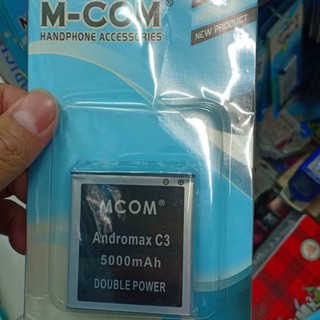 M-COM®
HANDPHONE ACCESSORIES
NEW PRODUCT
MCOM®
Andromax C3
5000mAh
DOUBLE POWER